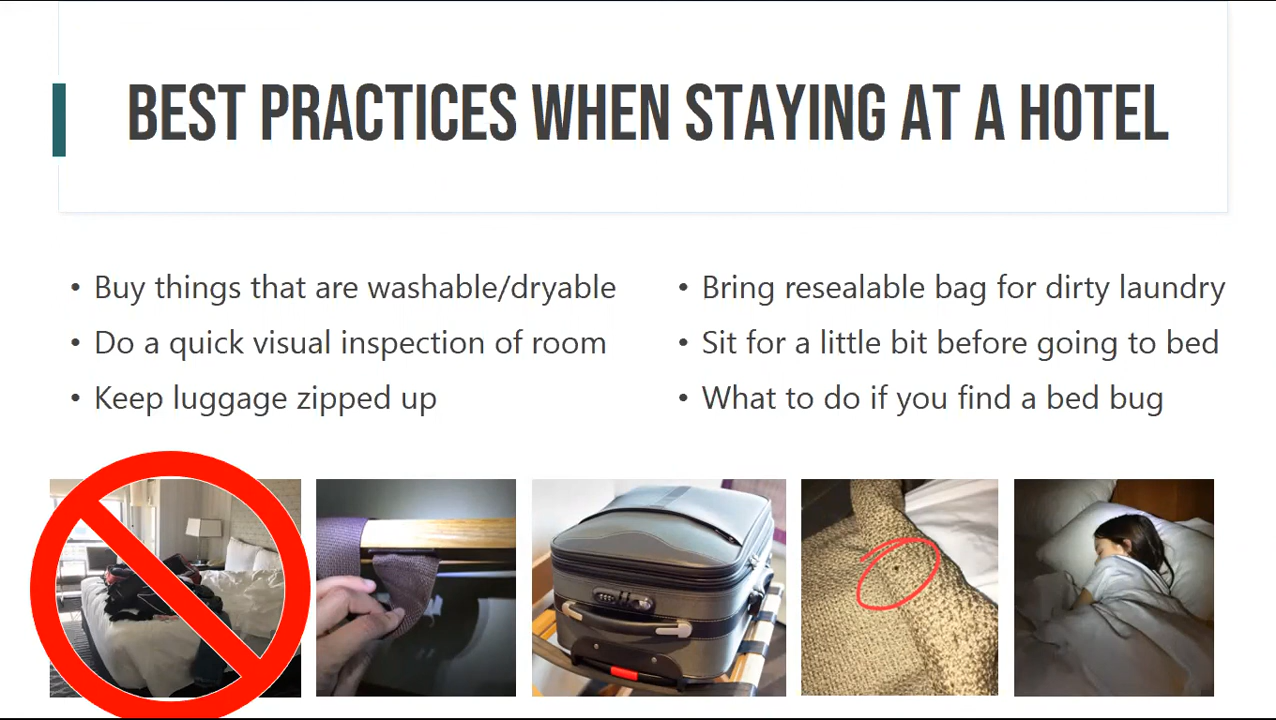 BEST PRACTICES WHEN STAYING AT A HOTEL
• Buy things that are washable/dryable
• Do a quick visual inspection of room
• Keep luggage zipped up
• Bring resealable bag for dirty laundry
• Sit for a little bit before going to bed
• What to do if you find a bed bug